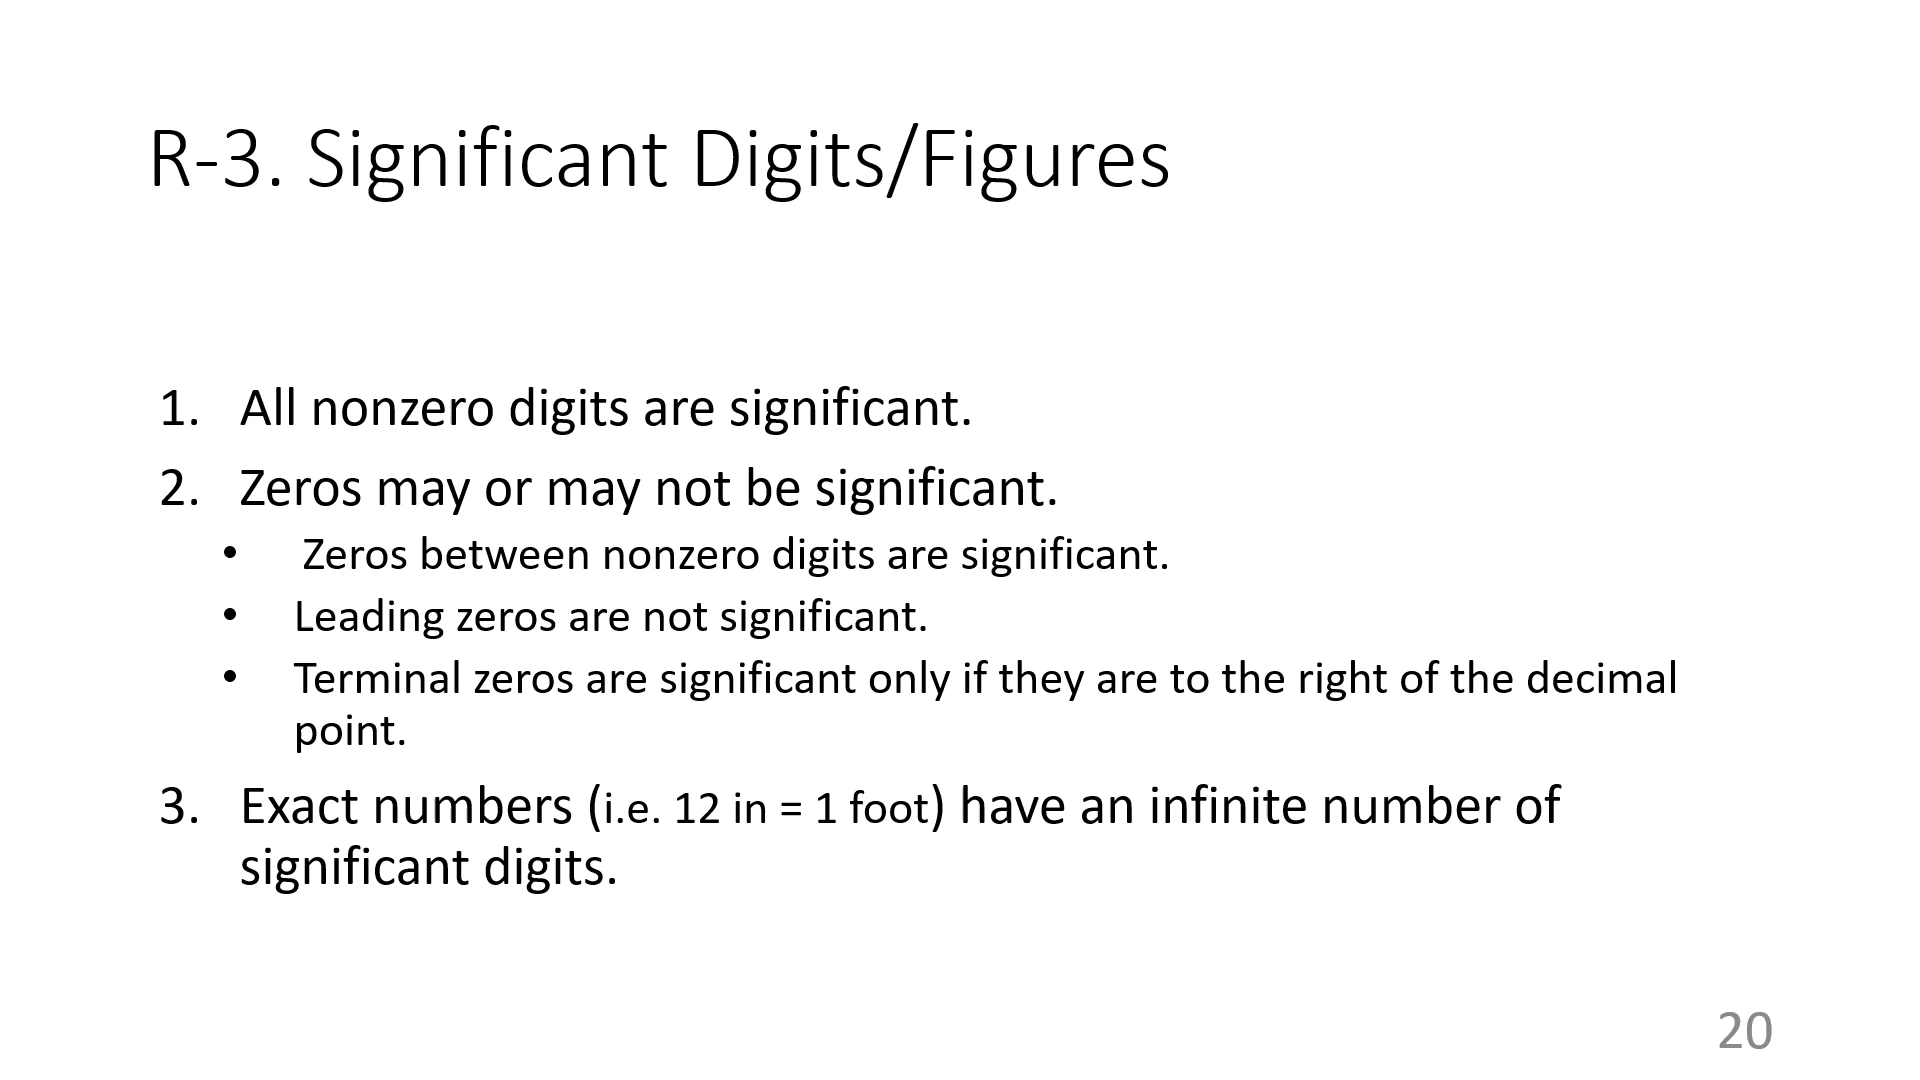 R-3. Significant Digits/Figures
1. All nonzero digits are significant.
2. Zeros may or may not be significant.
• Zeros between nonzero digits are significant.
• Leading zeros are not significant.
• Terminal zeros are significant only if they are to the right of the decimal
point.
3. Exact numbers (i.e. 12 in = 1 foot) have an infinite number of
significant digits.
20